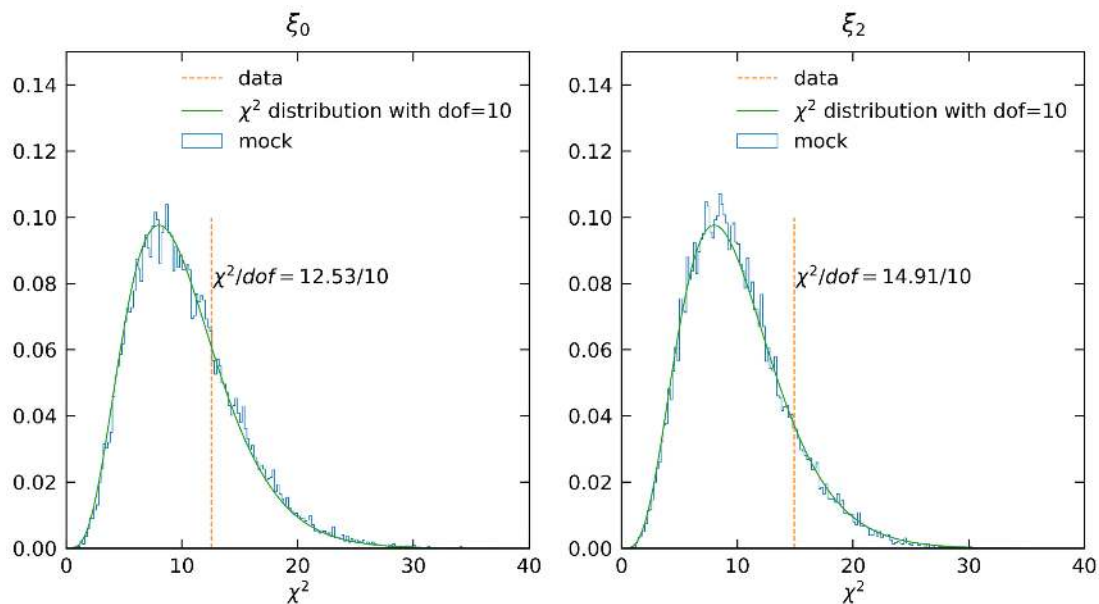 ξ₀
0.14
0.12
0.10
0.08
0.06
0.04
0.02
0.00
data
χ² distribution with dof=10
mock
χ²/dof = 12.53/10
0 10 20 30 40
χ²
ξ₂
0.14
0.12
0.10
0.08
0.06
0.04
0.02
0.00
data
χ² distribution with dof=10
mock
χ²/dof = 14.91/10
0 10 20 30 40
χ²